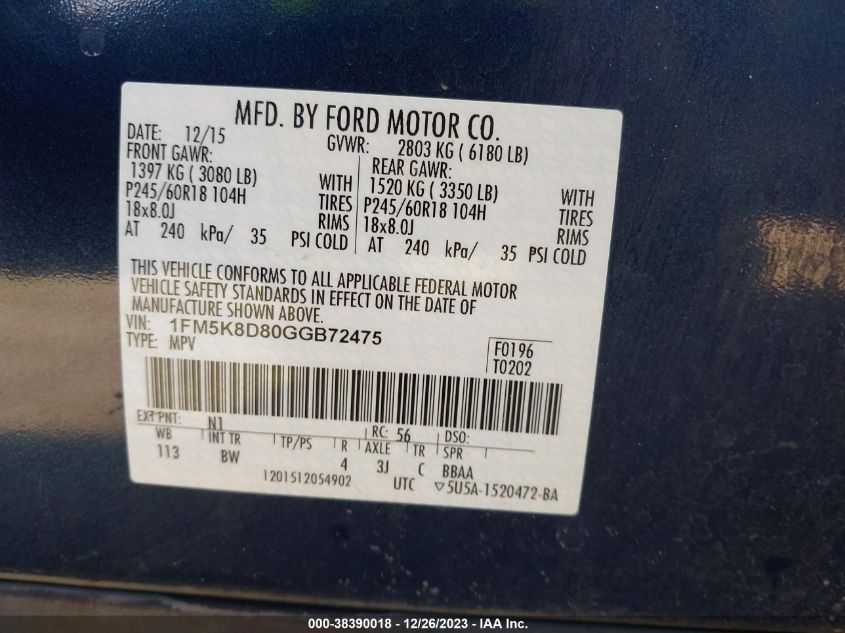 MFD. BY FORD MOTOR CO.
DATE: 12/15 GVWR: 2803 KG ( 6180 LB)
FRONT GAWR: REAR GAWR:
1397 KG ( 3080 LB) WITH 1520 KG ( 3350 LB) WITH
P245/60R18 104H TIRES P245/60R18 104H TIRES
18x8.0J RIMS 18x8.0J RIMS
AT 240 kPa/ 35 PSI COLD AT 240 kPa/ 35 PSI COLD
THIS VEHICLE CONFORMS TO ALL APPLICABLE FEDERAL MOTOR
VEHICLE SAFETY STANDARDS IN EFFECT ON THE DATE OF
MANUFACTURE SHOWN ABOVE.
VIN: 1FM5K8D80GGB72475
TYPE: MPV
F0196
T0202
EXT PNT: N1 RC: 56 DSO:
WB INT TR TP/PS R AXLE TR SPR
113 BW 4 3J C BBAA
1201512054902 UTC ▽5U5A-1520472-BA
000-38390018 - 12/26/2023 - IAA Inc.